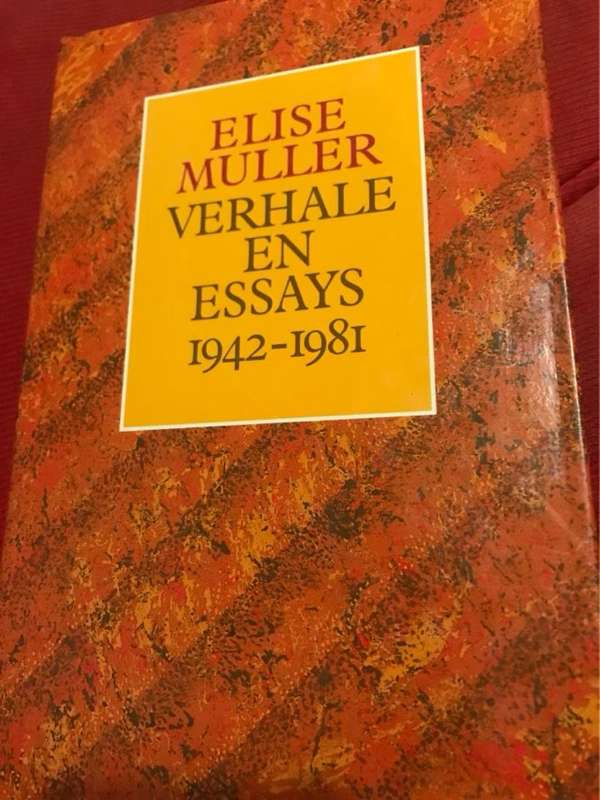 ELISE
MULLER
VERHALE
EN
ESSAYS
1942-1981